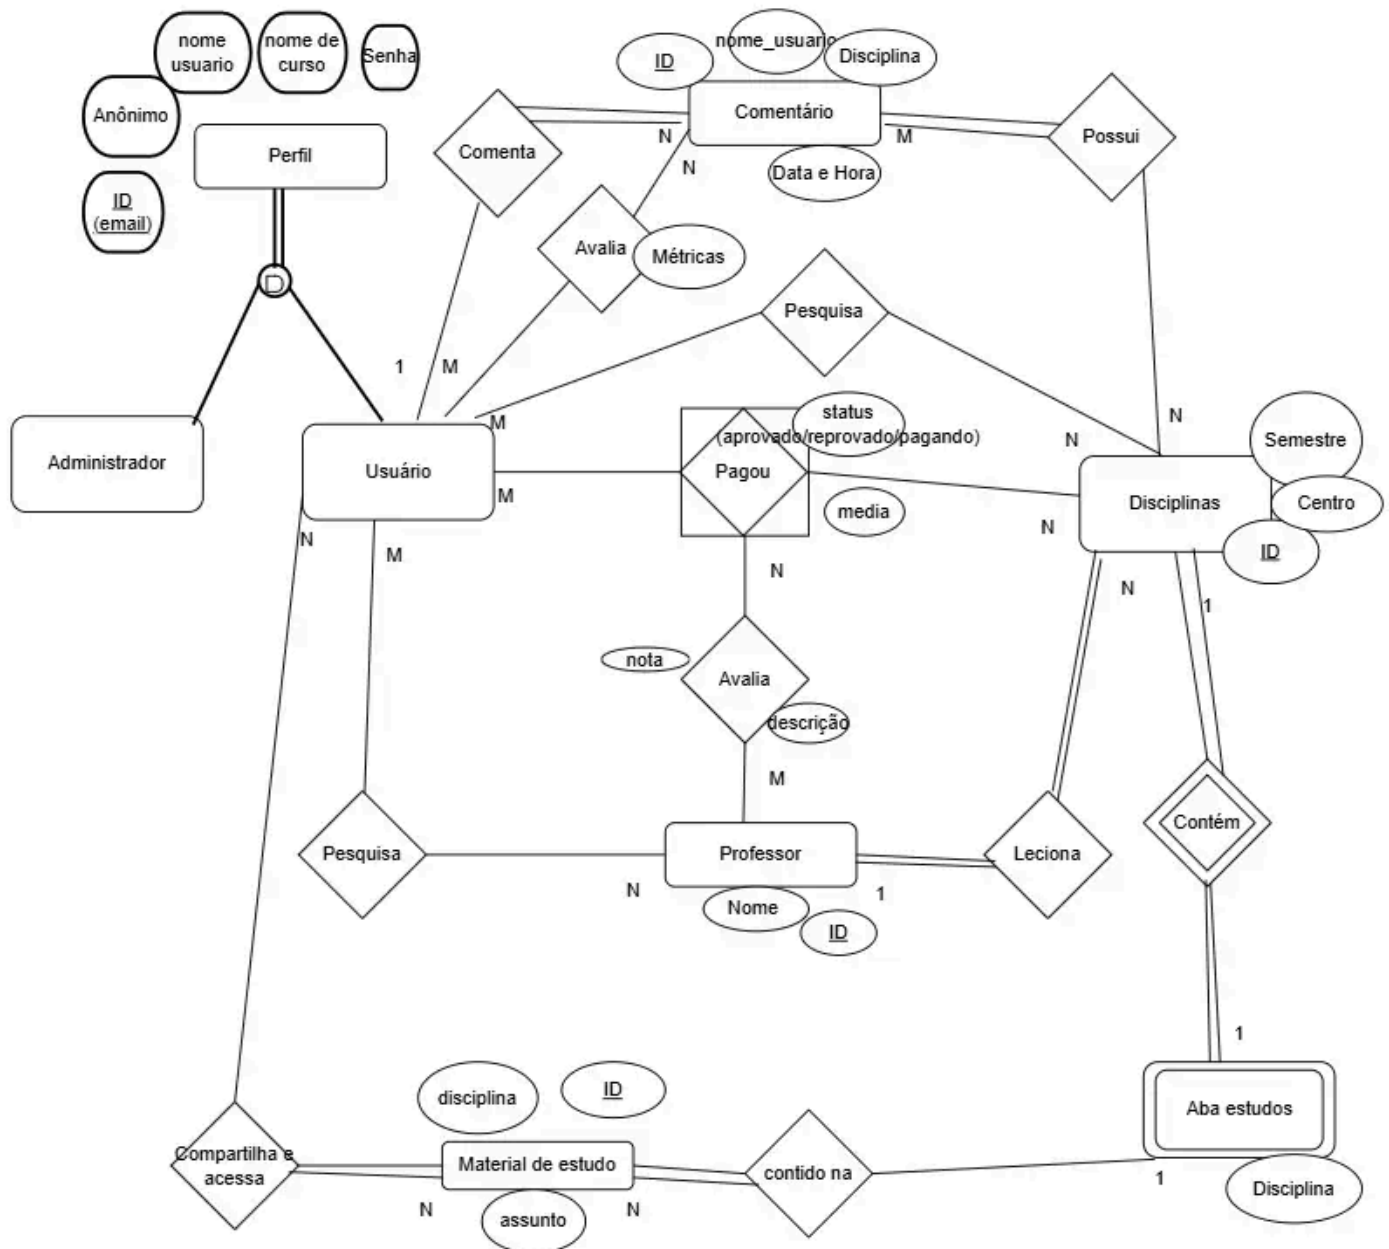 nome
usuario
nome de
curso
Senha
nome_usuario
ID
Disciplina
Anônimo
Comentário
Perfil
Comenta
N
M
Possui
N
Data e Hora
ID
(email)
Avalia
Métricas
D
Pesquisa
1
M
M
status
(aprovado/reprovado/pagando)
N
N
Semestre
Administrador
Usuário
Pagou
M
media
Disciplinas
Centro
N
N
M
ID
N
N
1
nota
Avalia
descrição
M
Contém
Pesquisa
Professor
Leciona
N
1
Nome
ID
1
disciplina
ID
Aba estudos
Compartilha e
acessa
Material de estudo
contido na
1
Disciplina
N
N
assunto